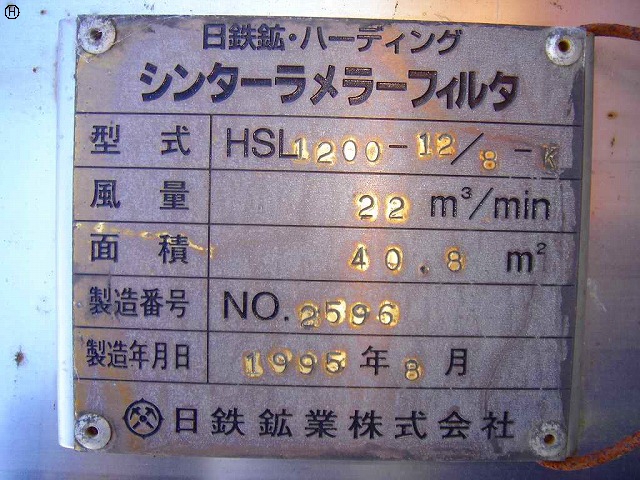 H
日鉄鉱・ハーディング
シンターラメラーフィルタ
型式 HSL1200-12/8-K
風量 22 m³/min
面積 40.8 m²
製造番号 NO.2596
製造年月日 1995年8月
日鉄鉱業株式会社